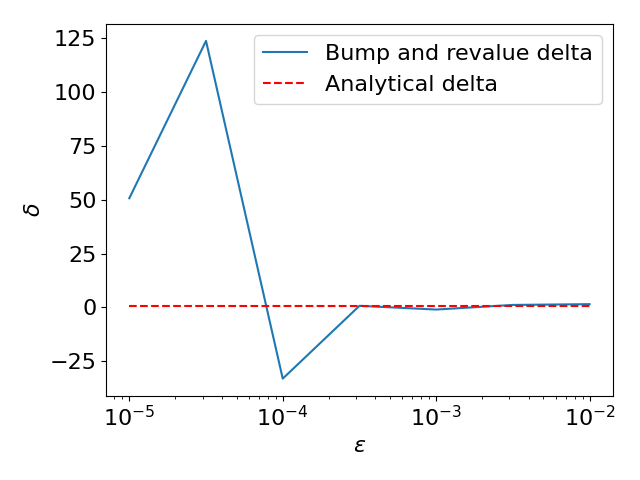 Bump and revalue delta
Analytical delta
125
100
75
50
25
0
−25
δ
10⁻⁵ 10⁻⁴ 10⁻³ 10⁻²
ε